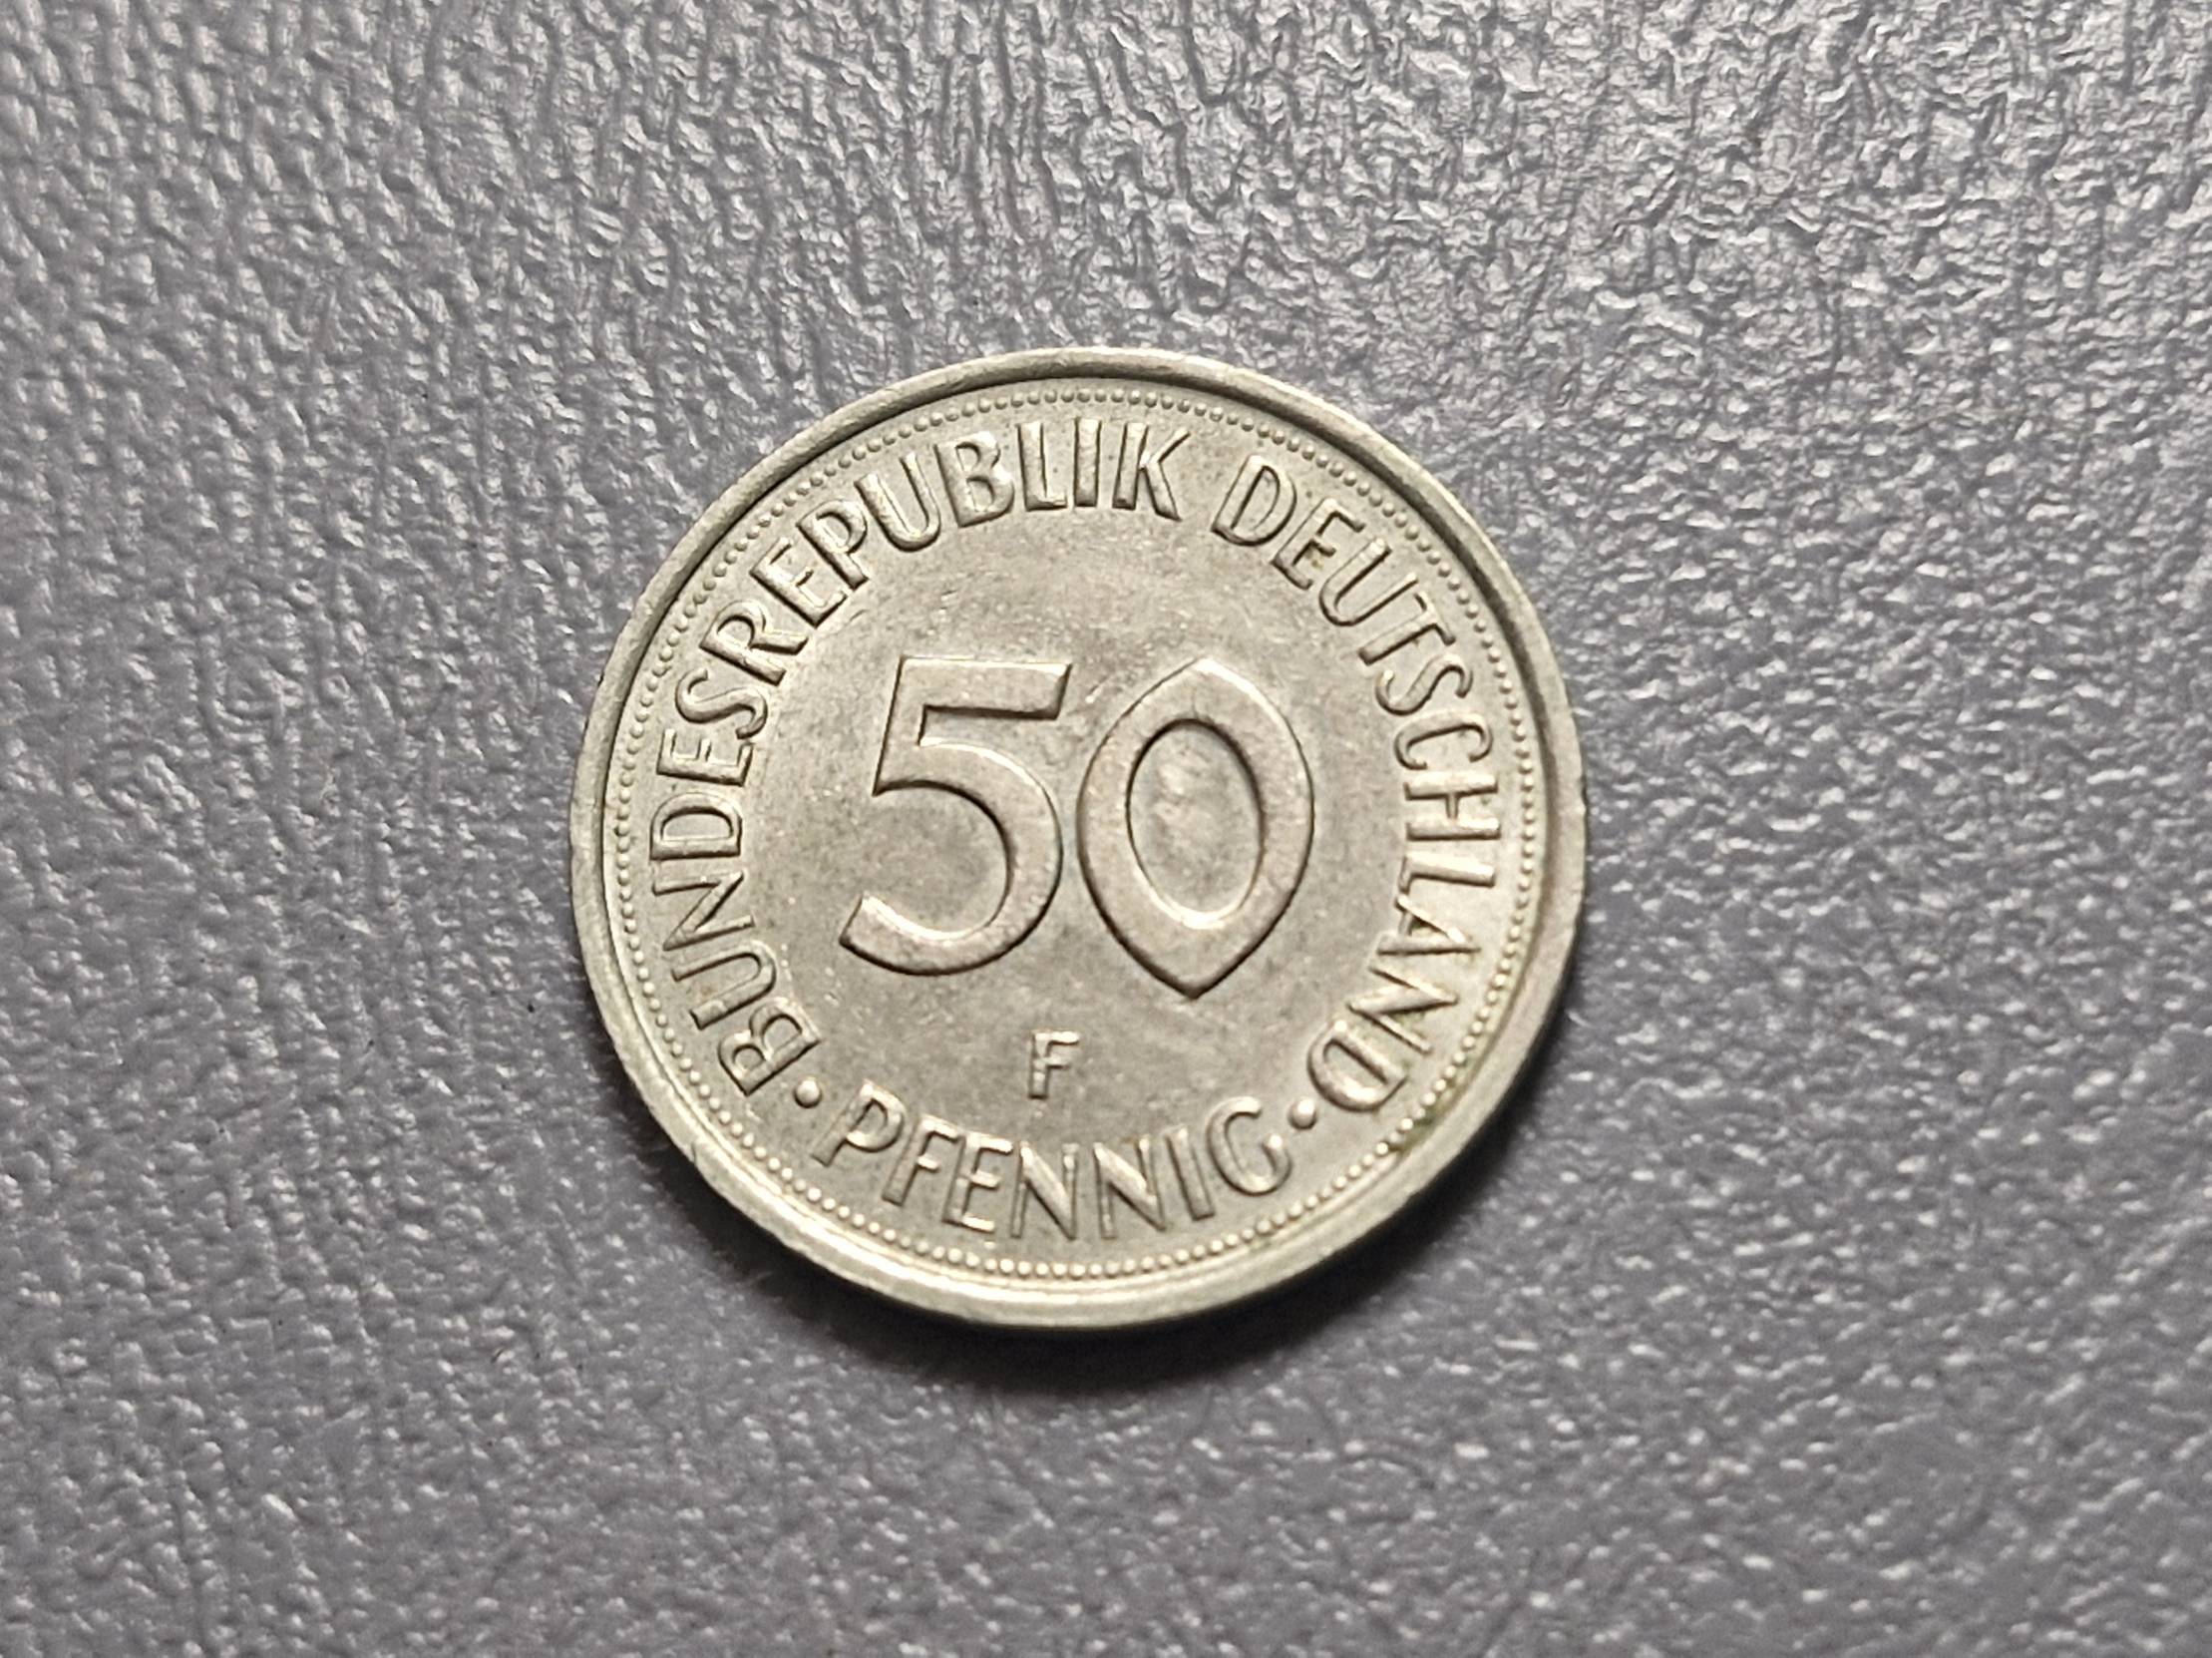 BUNDESREPUBLIK DEUTSCHLAND
50
F
· PFENNIG ·